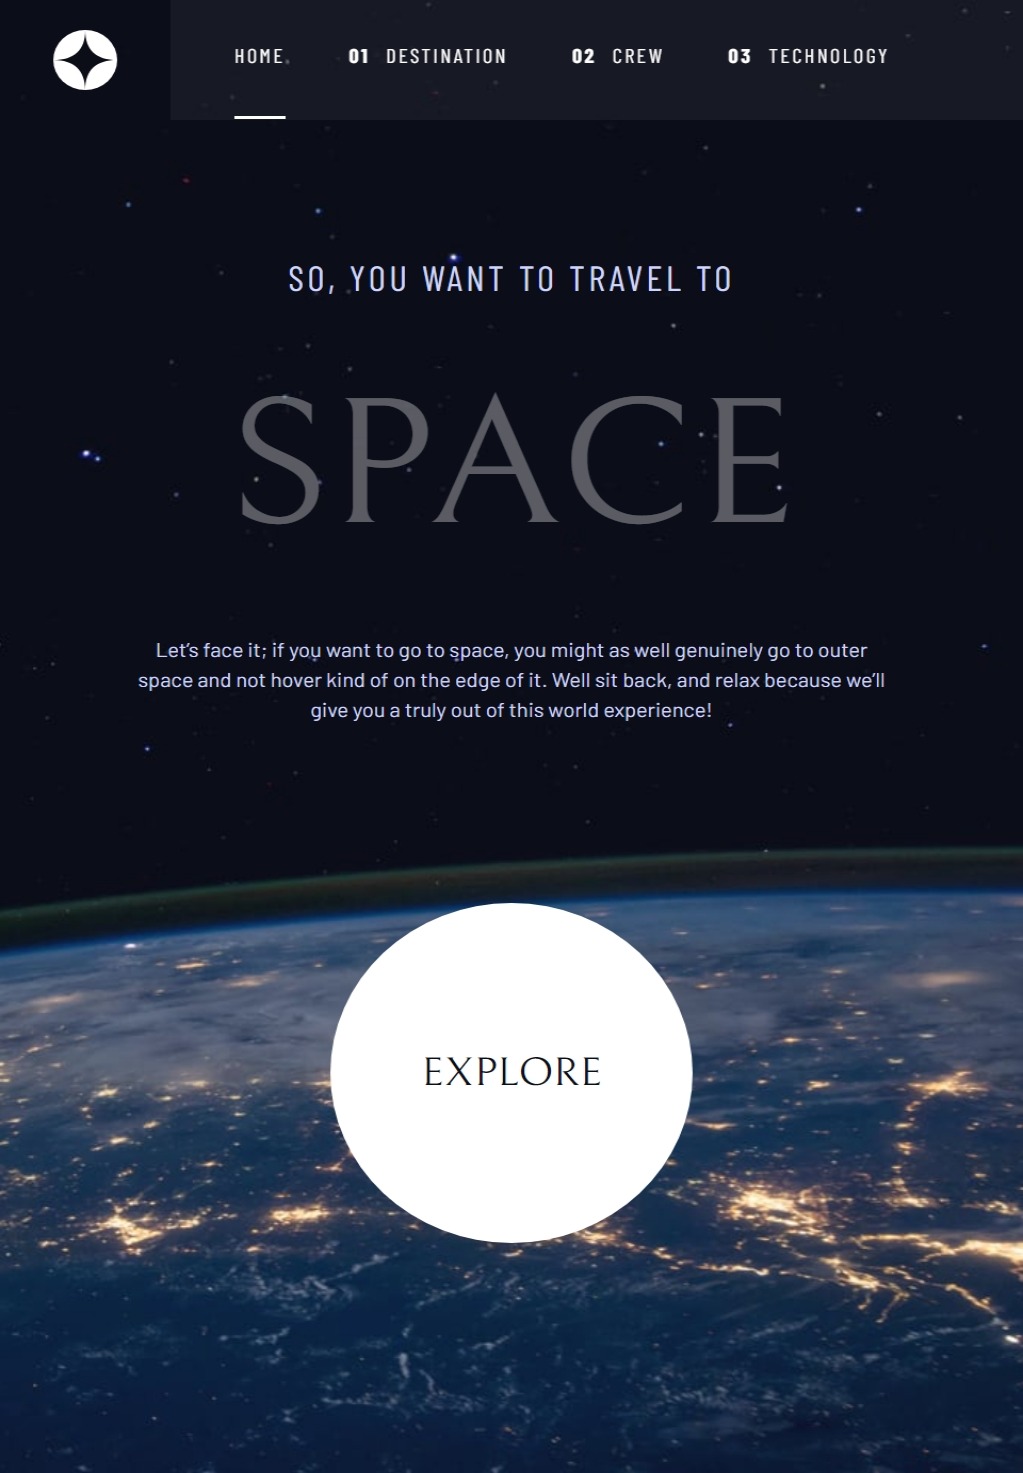 HOME 01 DESTINATION 02 CREW 03 TECHNOLOGY
SO, YOU WANT TO TRAVEL TO
SPACE
Let’s face it; if you want to go to space, you might as well genuinely go to outer
space and not hover kind of on the edge of it. Well sit back, and relax because we’ll
give you a truly out of this world experience!
EXPLORE